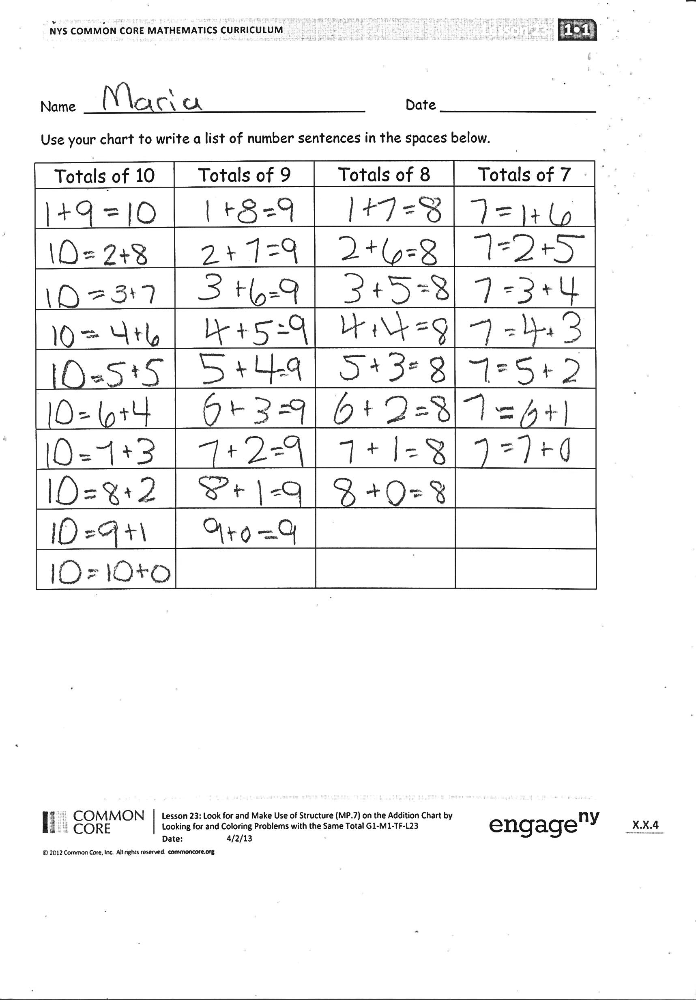 NYS COMMON CORE MATHEMATICS CURRICULUM Lesson 23 1•1
Name Maria Date
Use your chart to write a list of number sentences in the spaces below.
Totals of 10 Totals of 9 Totals of 8 Totals of 7
1+9=10 1+8=9 1+7=8 7=1+6
10=2+8 2+7=9 2+6=8 7=2+5
10=3+7 3+6=9 3+5=8 7=3+4
10=4+6 4+5=9 4+4=8 7=4+3
10=5+5 5+4=9 5+3=8 7=5+2
10=6+4 6+3=9 6+2=8 7=6+1
10=7+3 7+2=9 7+1=8 7=7+0
10=8+2 8+1=9 8+0=8
10=9+1 9+0=9
10=10+0
COMMON CORE
Lesson 23: Look for and Make Use of Structure (MP.7) on the Addition Chart by
Looking for and Coloring Problems with the Same Total G1-M1-TF-L23
Date: 4/2/13
engageny
X.X.4
© 2012 Common Core, Inc. All rights reserved. commoncore.org